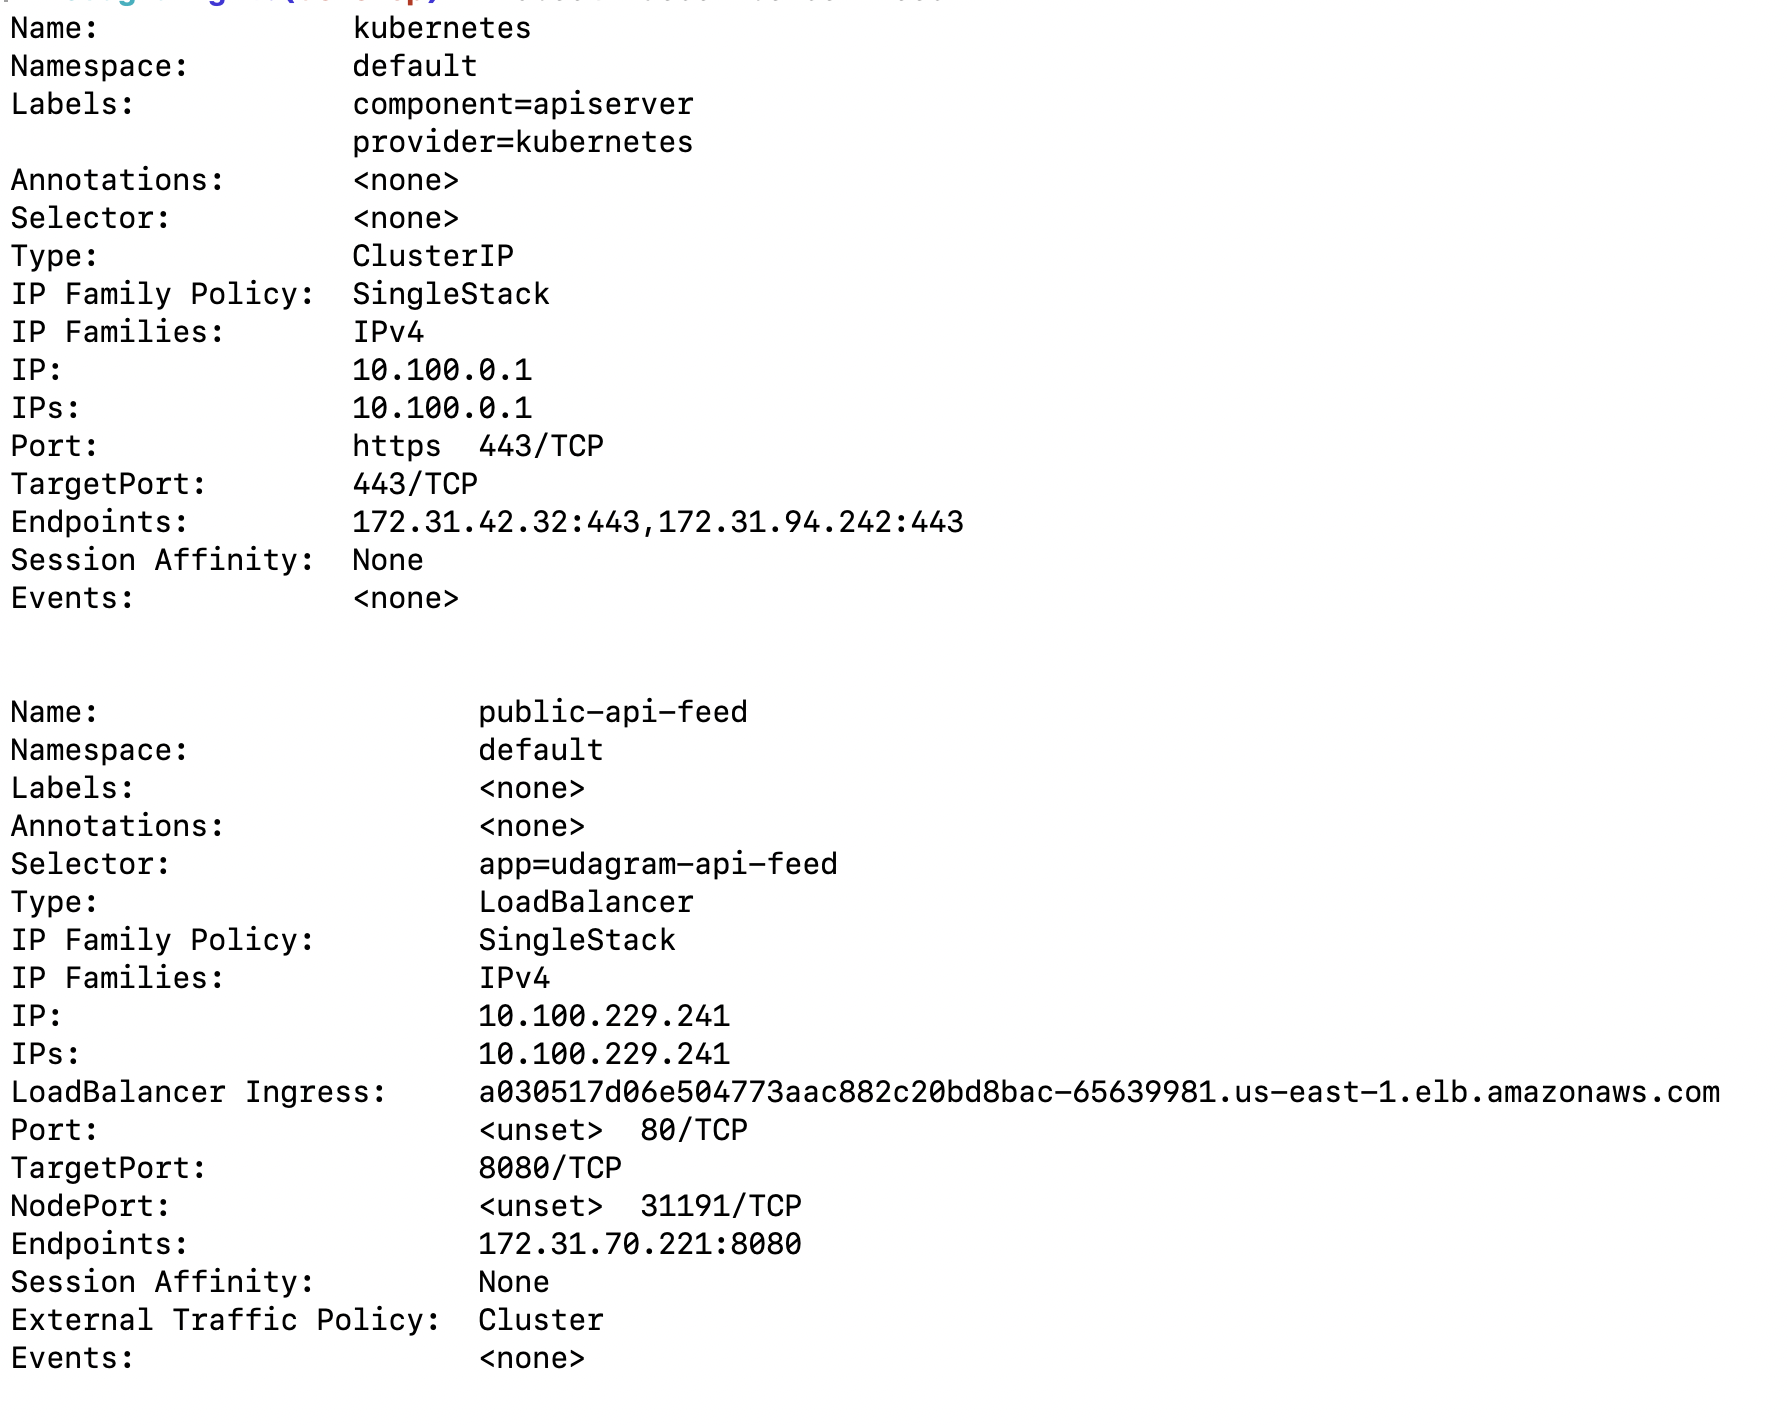 Name:              kubernetes
Namespace:         default
Labels:            component=apiserver
                   provider=kubernetes
Annotations:       <none>
Selector:          <none>
Type:              ClusterIP
IP Family Policy:  SingleStack
IP Families:       IPv4
IP:                10.100.0.1
IPs:               10.100.0.1
Port:              https  443/TCP
TargetPort:        443/TCP
Endpoints:         172.31.42.32:443,172.31.94.242:443
Session Affinity:  None
Events:            <none>
Name:                     public-api-feed
Namespace:                default
Labels:                   <none>
Annotations:              <none>
Selector:                 app=udagram-api-feed
Type:                     LoadBalancer
IP Family Policy:         SingleStack
IP Families:              IPv4
IP:                       10.100.229.241
IPs:                      10.100.229.241
LoadBalancer Ingress:     a030517d06e504773aac882c20bd8bac-65639981.us-east-1.elb.amazonaws.com
Port:                     <unset>  80/TCP
TargetPort:               8080/TCP
NodePort:                 <unset>  31191/TCP
Endpoints:                172.31.70.221:8080
Session Affinity:         None
External Traffic Policy:  Cluster
Events:                   <none>